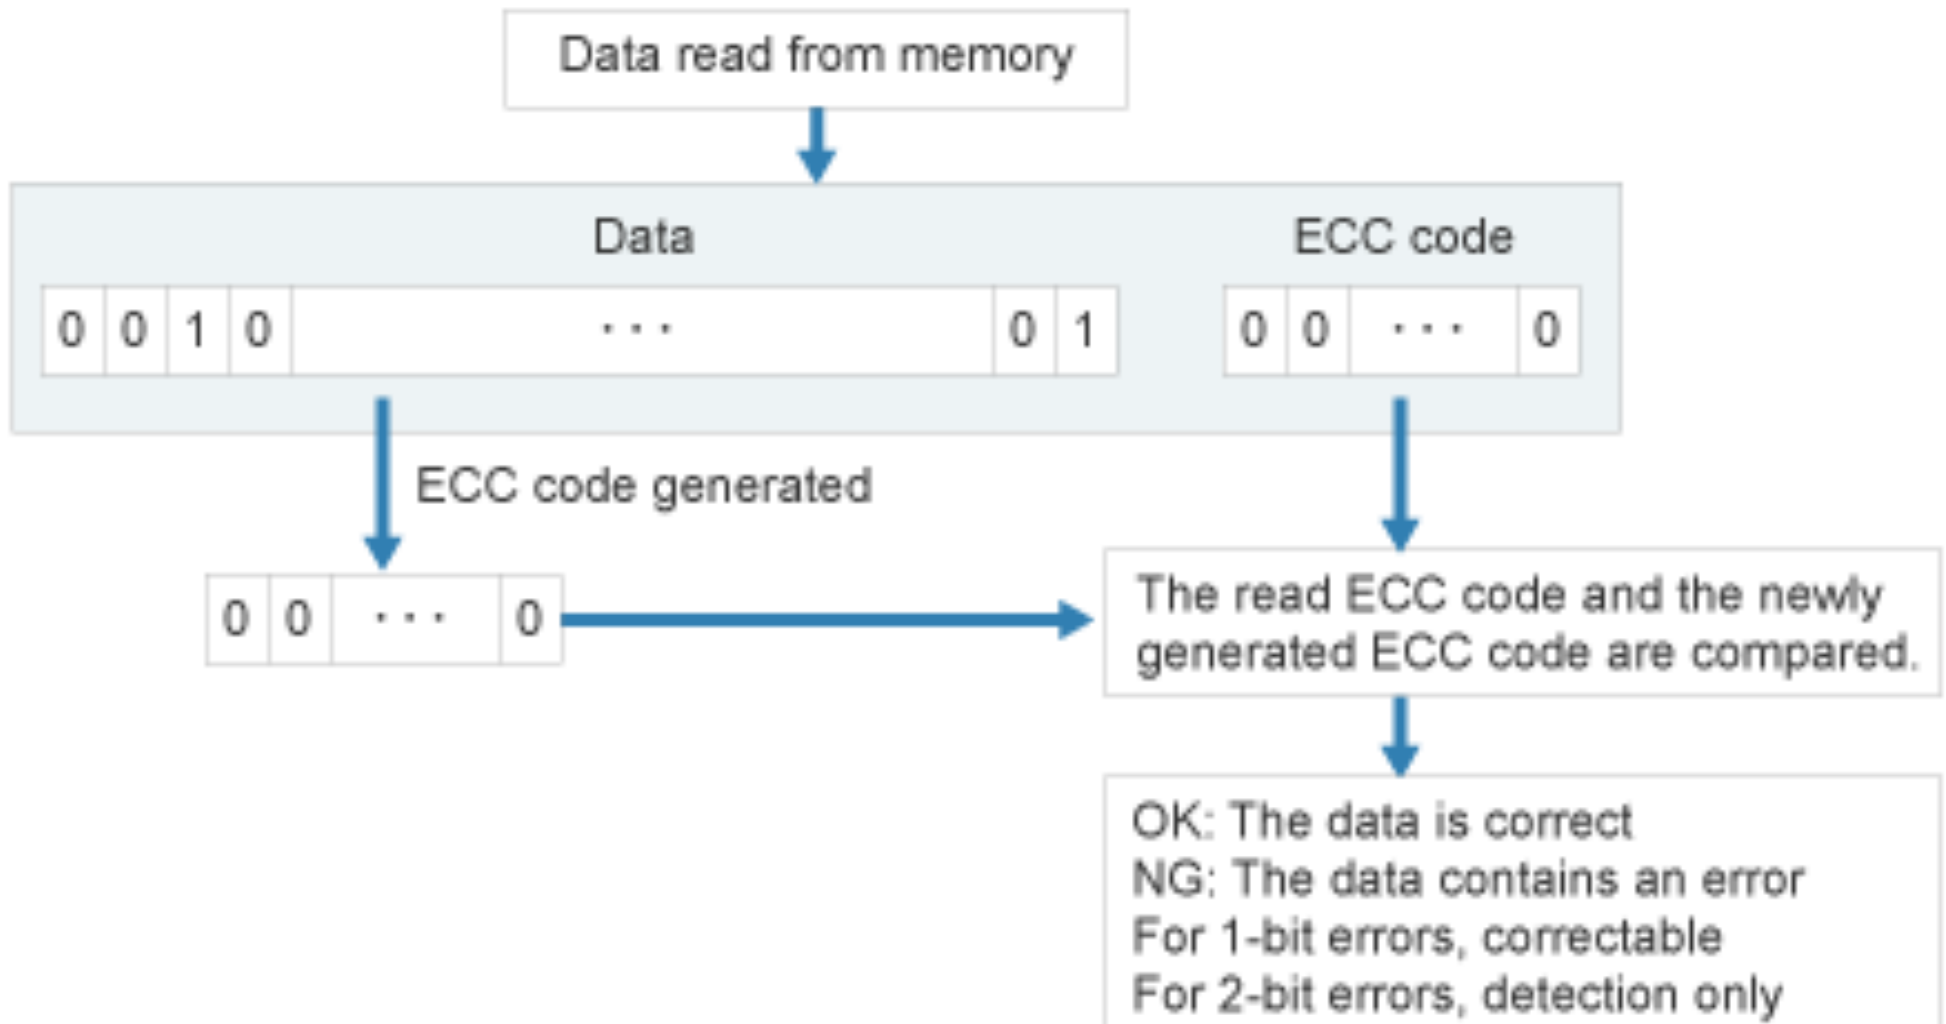 Data read from memory
Data
ECC code
0 0 1 0 ... 0 1
0 0 ... 0
ECC code generated
0 0 ... 0
The read ECC code and the newly
generated ECC code are compared.
OK: The data is correct
NG: The data contains an error
For 1-bit errors, correctable
For 2-bit errors, detection only